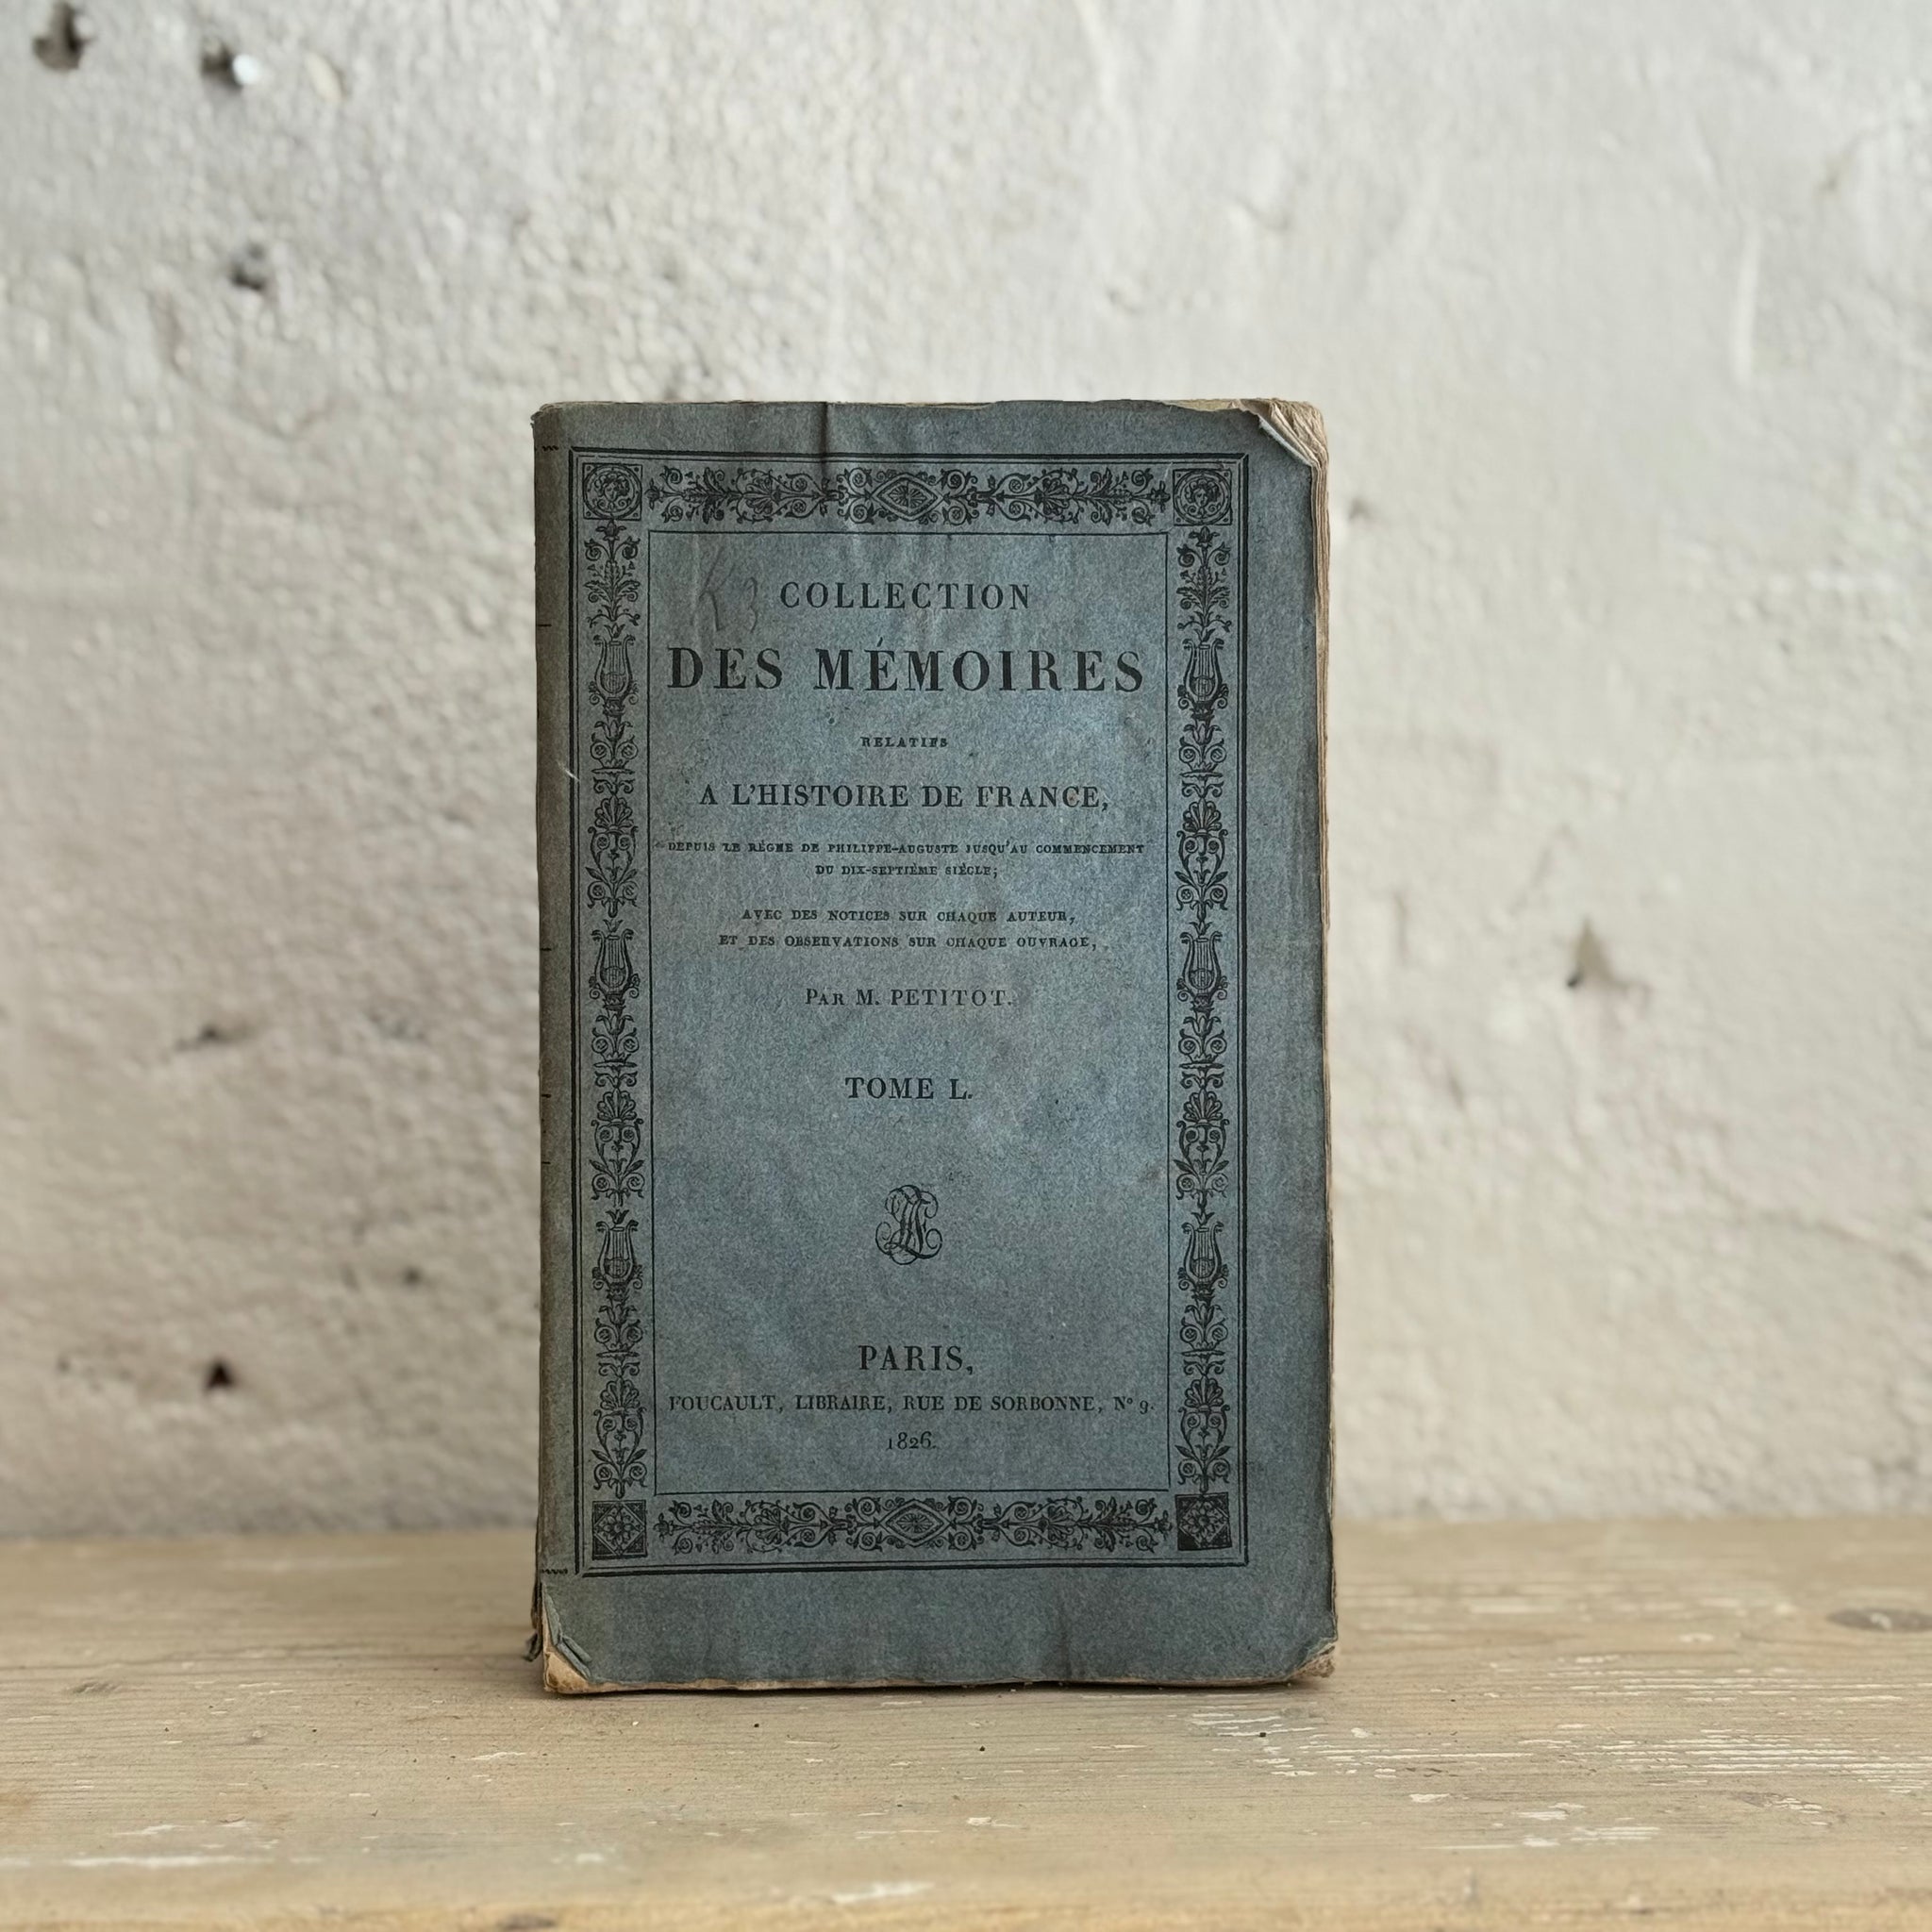 K3
COLLECTION
DES MÉMOIRES
RELATIFS
A L'HISTOIRE DE FRANCE,
DEPUIS LE RÈGNE DE PHILIPPE-AUGUSTE JUSQU'AU COMMENCEMENT
DU DIX-SEPTIÈME SIÈCLE;
AVEC DES NOTICES SUR CHAQUE AUTEUR,
ET DES OBSERVATIONS SUR CHAQUE OUVRAGE,
PAR M. PETITOT.
TOME L.
PARIS,
FOUCAULT, LIBRAIRE, RUE DE SORBONNE, N° 9.
1826.